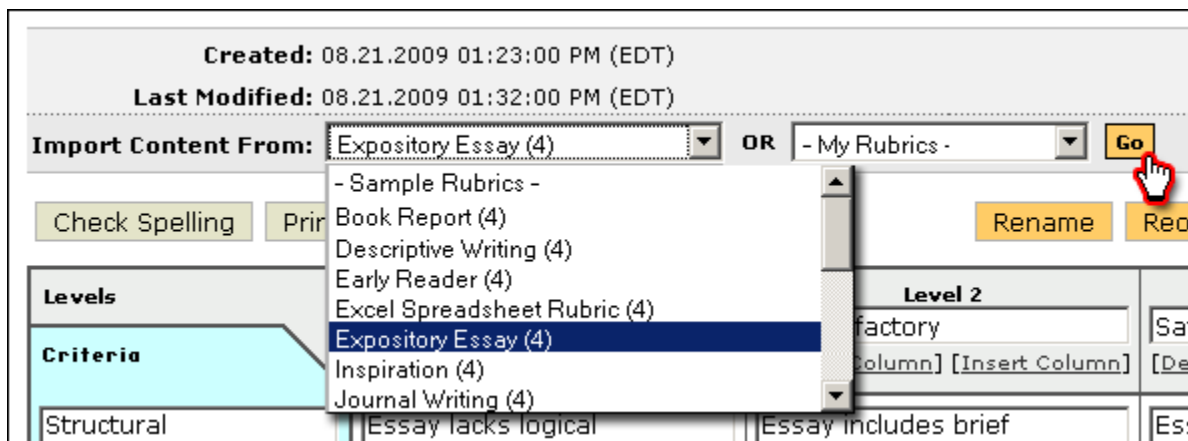 Created: 08.21.2009 01:23:00 PM (EDT)
Last Modified: 08.21.2009 01:32:00 PM (EDT)
Import Content From: Expository Essay (4) OR - My Rubrics - Go
- Sample Rubrics -
Book Report (4)
Descriptive Writing (4)
Early Reader (4)
Excel Spreadsheet Rubric (4)
Expository Essay (4)
Inspiration (4)
Journal Writing (4)
Check Spelling Rename
Levels Level 2
Criteria
[Insert Column]
Structural Essay lacks logical Essay includes brief